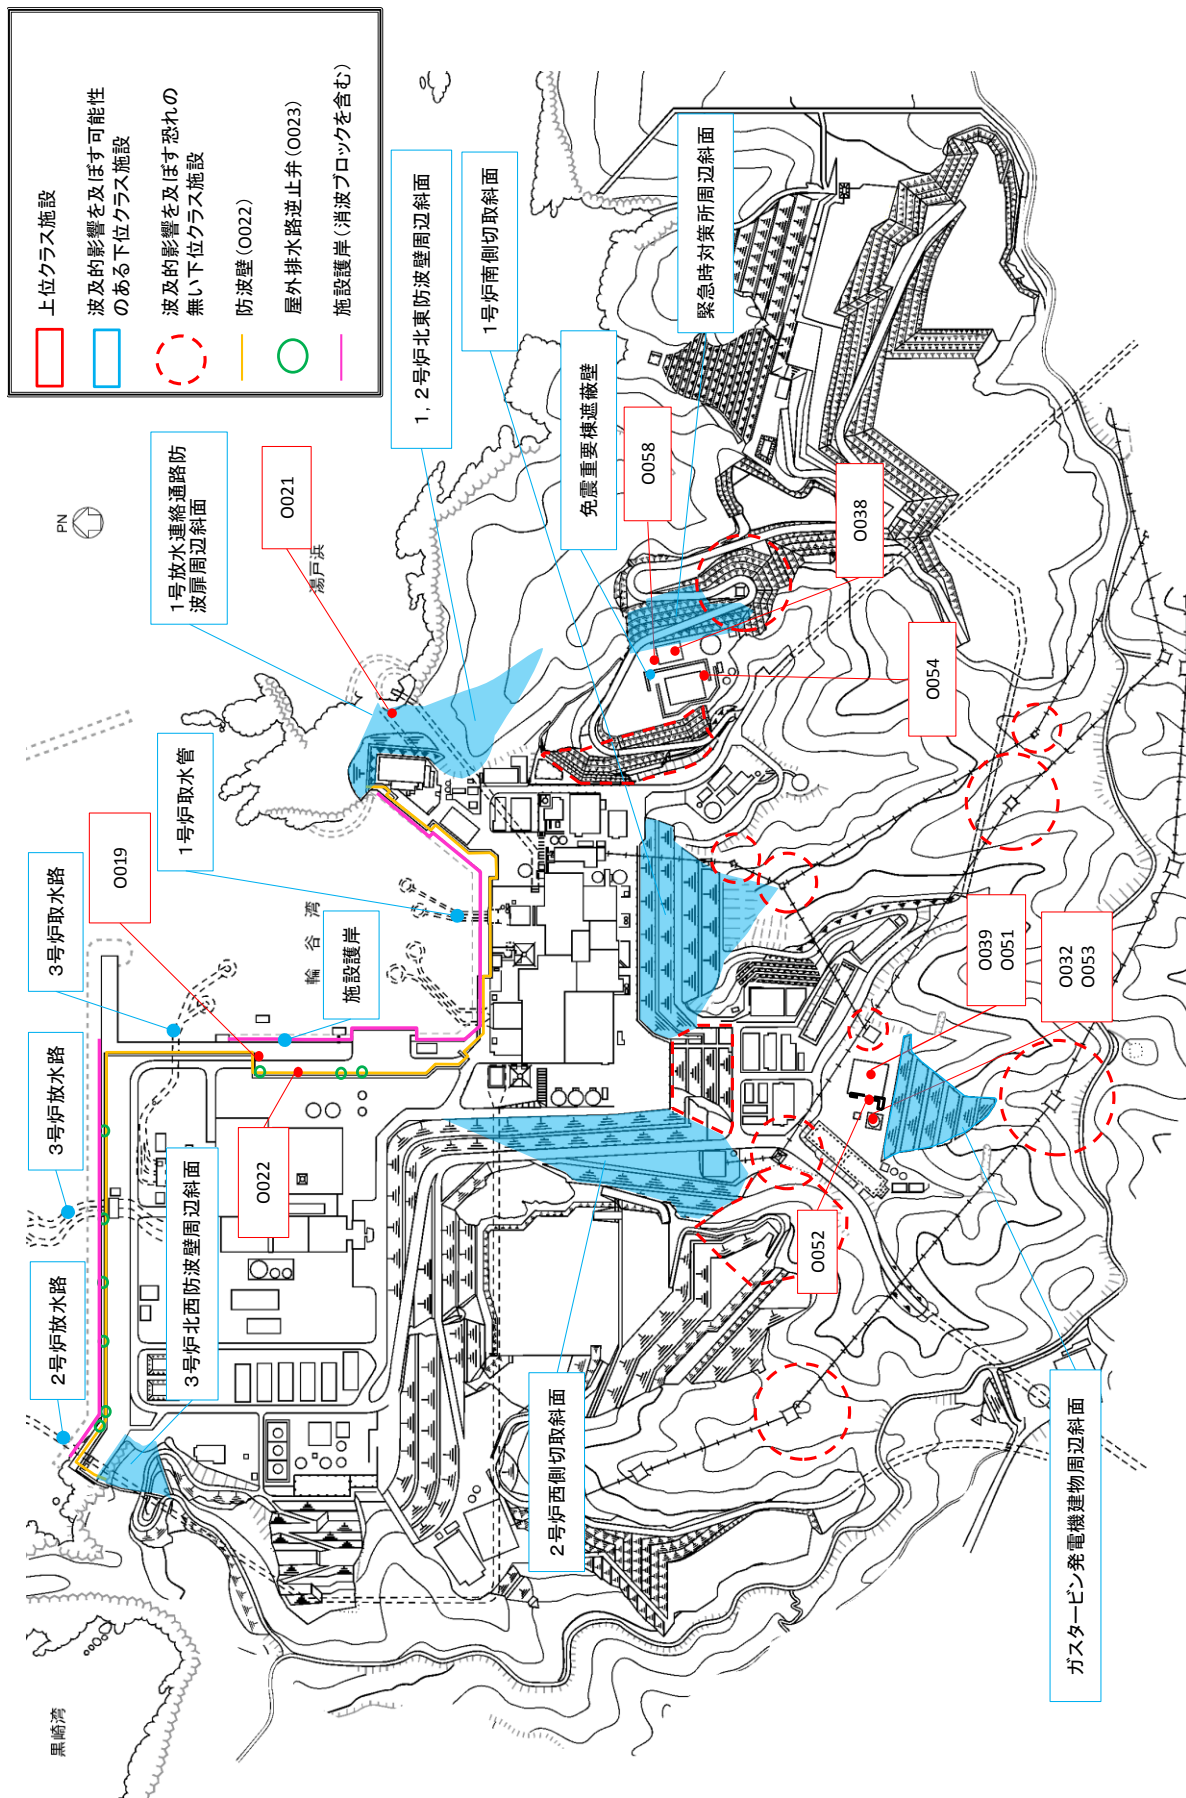 上位クラス施設
波及的影響を及ぼす可能性
のある下位クラス施設
波及的影響を及ぼす恐れの
無い下位クラス施設
防波壁（O022）
屋外排水路逆止弁（O023）
施設護岸（消波ブロックを含む）
PN
黒崎湾
2号炉放水路
3号炉放水路
3号炉取水路
O019
1号炉取水管
1号放水連絡通路防
波扉周辺斜面
O021
湯戸浜
1，2号炉北東防波壁周辺斜面
1号炉南側切取斜面
免震重要棟遮蔽壁
緊急時対策所周辺斜面
O058
O038
O054
輪谷湾
施設護岸
3号炉北西防波壁周辺斜面
O022
2号炉西側切取斜面
O052
O039
O051
O032
O053
ガスタービン発電機建物周辺斜面